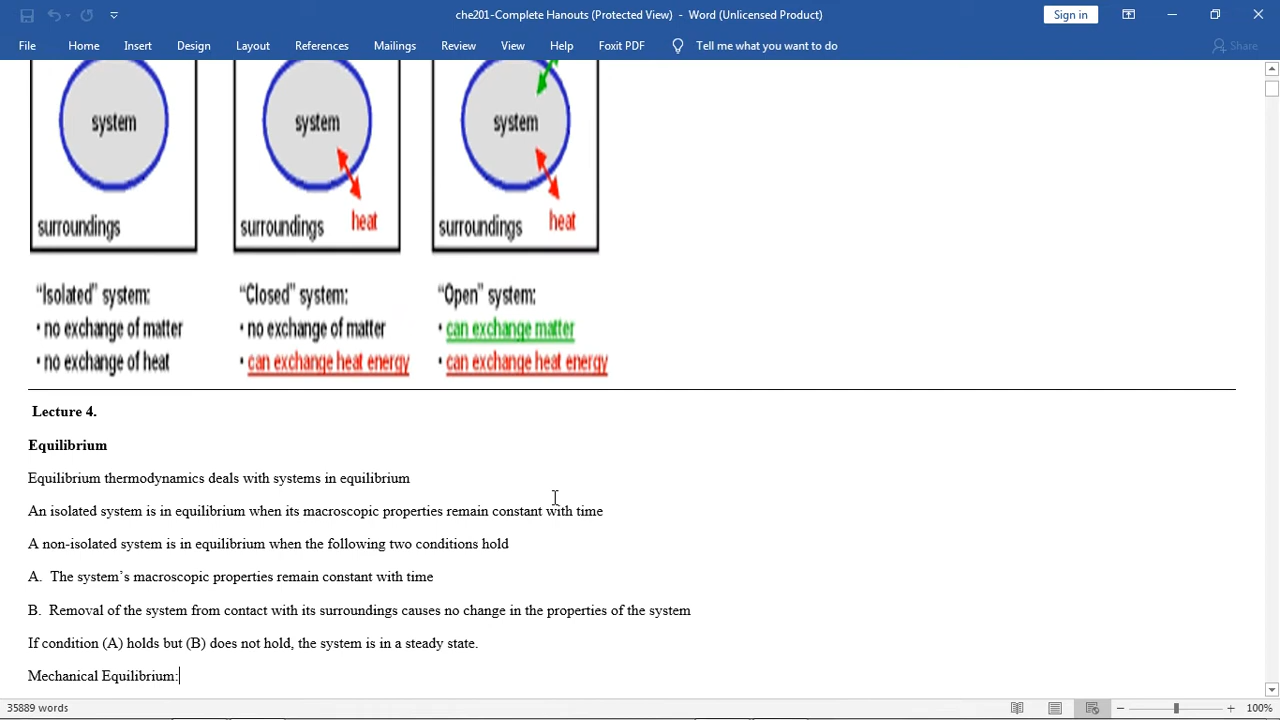 che201-Complete Hanouts (Protected View) - Word (Unlicensed Product)
Sign in
File Home Insert Design Layout References Mailings Review View Help Foxit PDF Tell me what you want to do Share
system system system
heat heat
surroundings surroundings surroundings
“Isolated” system: “Closed” system: “Open” system:
• no exchange of matter • no exchange of matter • can exchange matter
• no exchange of heat • can exchange heat energy • can exchange heat energy
Lecture 4.
Equilibrium
Equilibrium thermodynamics deals with systems in equilibrium
An isolated system is in equilibrium when its macroscopic properties remain constant with time
A non-isolated system is in equilibrium when the following two conditions hold
A. The system’s macroscopic properties remain constant with time
B. Removal of the system from contact with its surroundings causes no change in the properties of the system
If condition (A) holds but (B) does not hold, the system is in a steady state.
Mechanical Equilibrium:
35889 words
100%